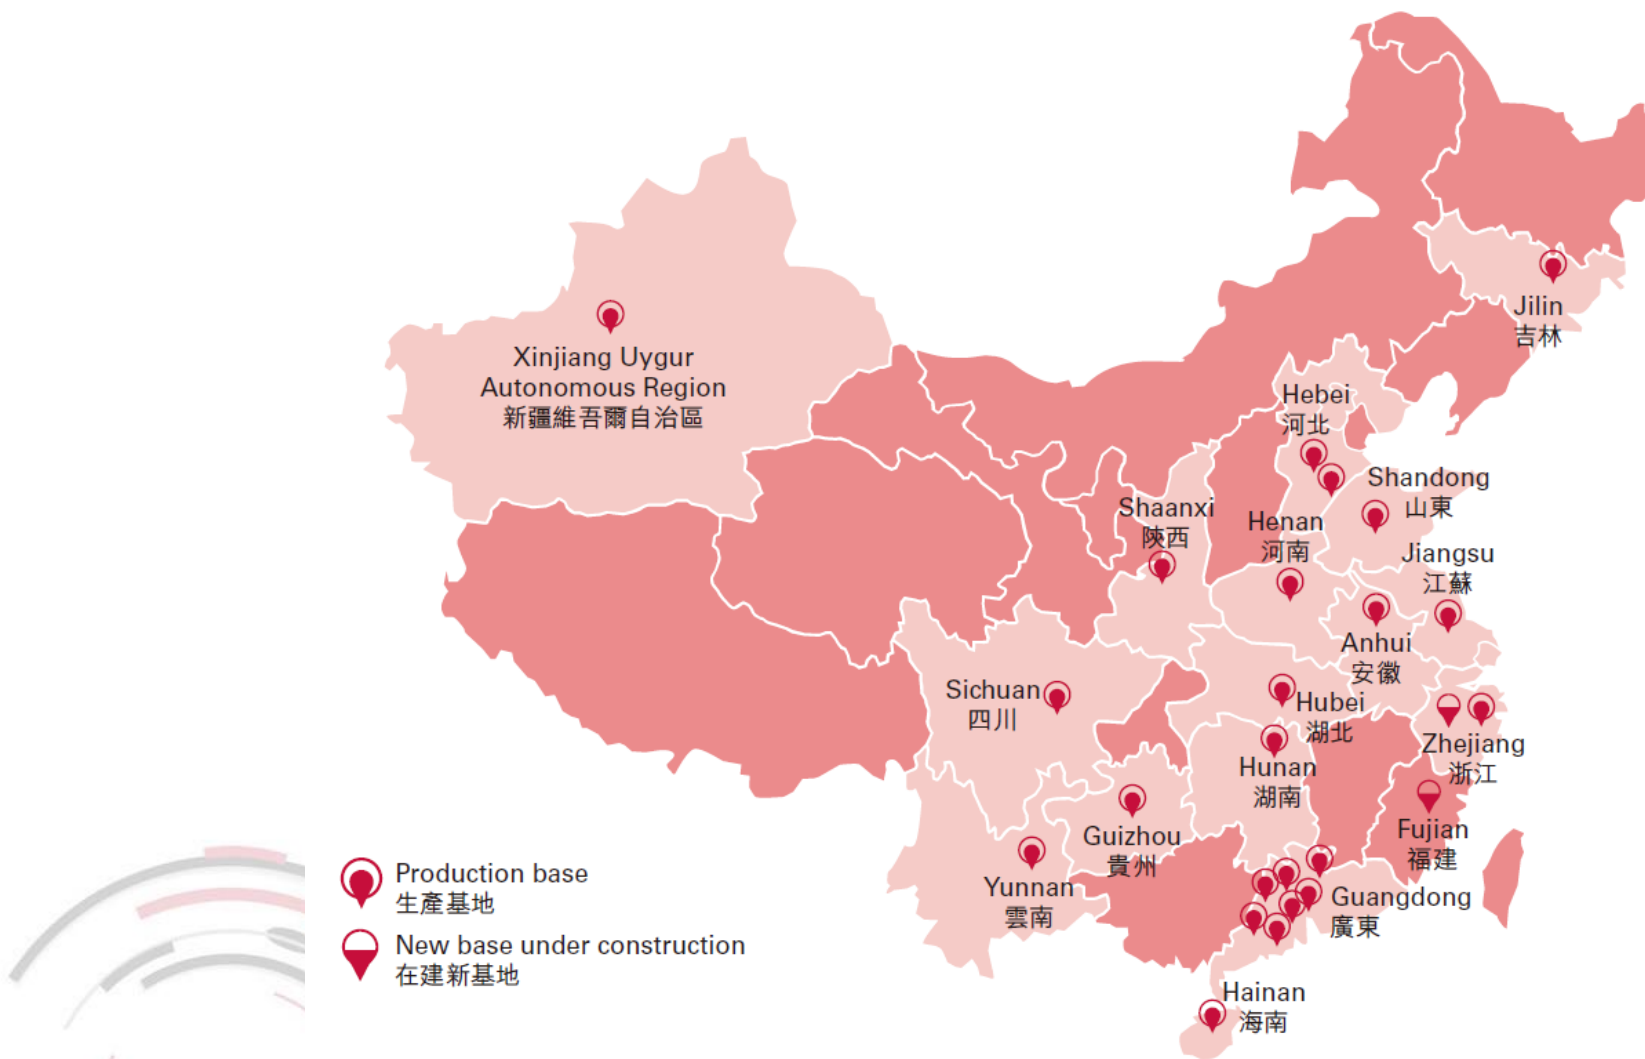 Jilin
吉林
Xinjiang Uygur
Autonomous Region
新疆維吾爾自治區
Hebei
河北
Shandong
山東
Shaanxi
陝西
Henan
河南
Jiangsu
江蘇
Anhui
安徽
Sichuan
四川
Hubei
湖北
Zhejiang
浙江
Hunan
湖南
Fujian
福建
Guizhou
貴州
Yunnan
雲南
Guangdong
廣東
Hainan
海南
Production base
生產基地
New base under construction
在建新基地